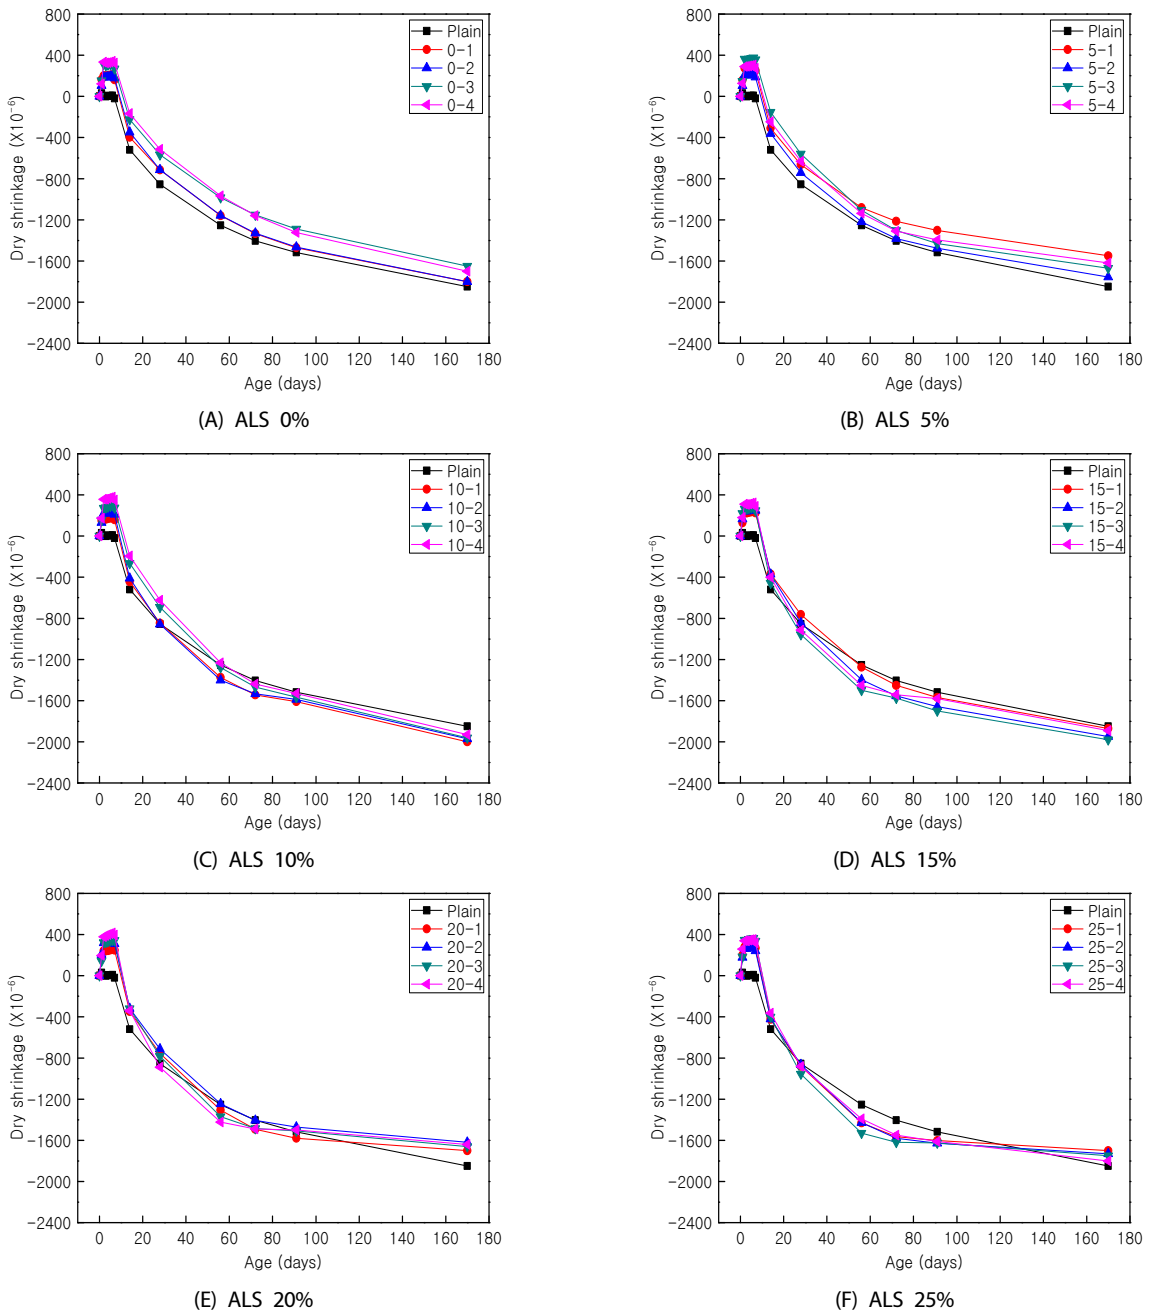 800
400
0
−400
−800
−1200
−1600
−2000
−2400
Dry shrinkage (X10⁻⁶)
0 20 40 60 80 100 120 140 160 180
Age (days)
Plain
0-1
0-2
0-3
0-4
(A) ALS 0%
800
400
0
−400
−800
−1200
−1600
−2000
−2400
Dry shrinkage (X10⁻⁶)
0 20 40 60 80 100 120 140 160 180
Age (days)
Plain
5-1
5-2
5-3
5-4
(B) ALS 5%
800
400
0
−400
−800
−1200
−1600
−2000
−2400
Dry shrinkage (X10⁻⁶)
0 20 40 60 80 100 120 140 160 180
Age (days)
Plain
10-1
10-2
10-3
10-4
(C) ALS 10%
800
400
0
−400
−800
−1200
−1600
−2000
−2400
Dry shrinkage (X10⁻⁶)
0 20 40 60 80 100 120 140 160 180
Age (days)
Plain
15-1
15-2
15-3
15-4
(D) ALS 15%
800
400
0
−400
−800
−1200
−1600
−2000
−2400
Dry shrinkage (X10⁻⁶)
0 20 40 60 80 100 120 140 160 180
Age (days)
Plain
20-1
20-2
20-3
20-4
(E) ALS 20%
800
400
0
−400
−800
−1200
−1600
−2000
−2400
Dry shrinkage (X10⁻⁶)
0 20 40 60 80 100 120 140 160 180
Age (days)
Plain
25-1
25-2
25-3
25-4
(F) ALS 25%